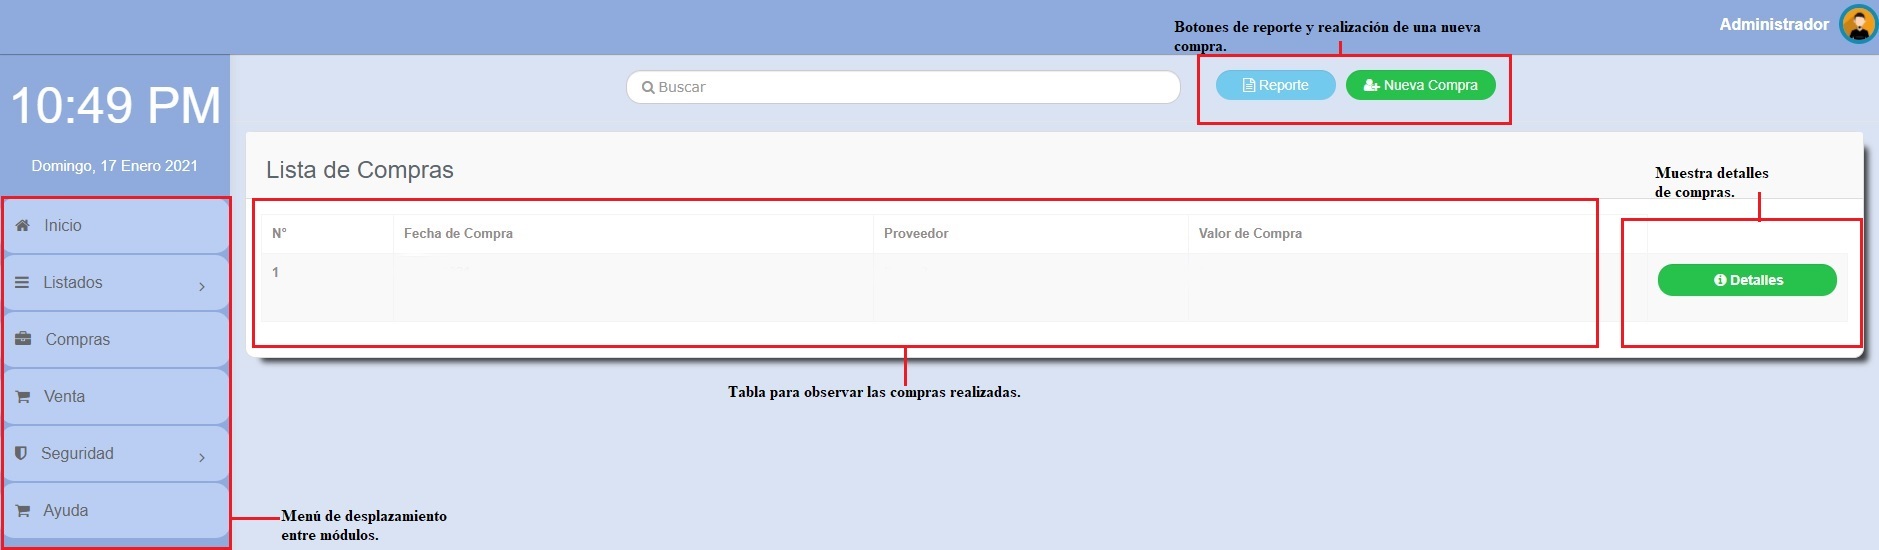 Administrador
Botones de reporte y realización de una nueva
compra.
10:49 PM
Buscar
Reporte
Nueva Compra
Domingo, 17 Enero 2021
Lista de Compras
Muestra detalles
de compras.
Inicio
Listados
Compras
Venta
Seguridad
Ayuda
N° Fecha de Compra Proveedor Valor de Compra
1
Detalles
Tabla para observar las compras realizadas.
Menú de desplazamiento
entre módulos.